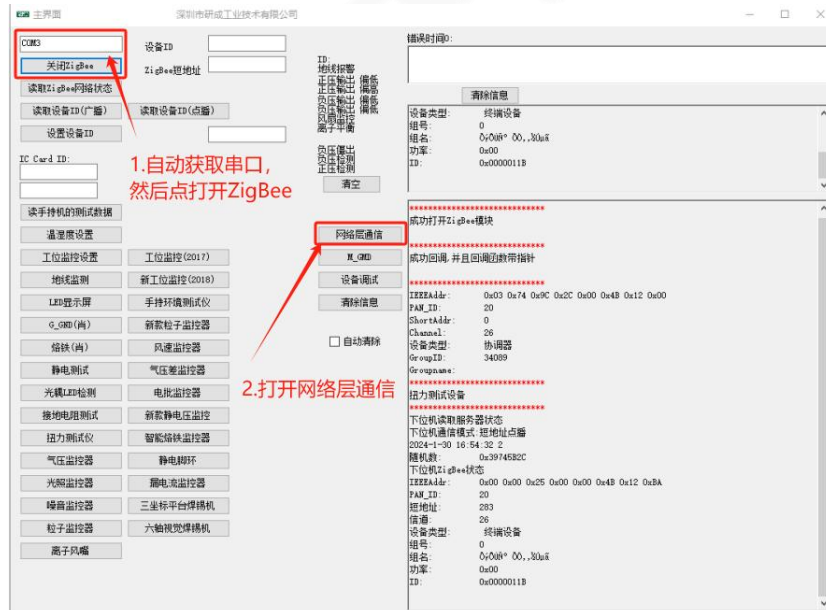 主界面
深圳市研成工业技术有限公司
COM3
关闭ZigBee
读取ZigBee网络状态
读取设备ID(广播)
读取设备ID(点播)
设置设备ID
设备ID
ZigBee短地址
IC Card ID:
1.自动获取串口,
然后点打开ZigBee
读手持机的测试数据
温湿度设置
工位监控设置
工位监控(2017)
地线监测
新工位监控(2018)
LED显示屏
手持环境测试仪
G_GND(尚)
新款粒子监控器
烙铁(尚)
风速监控器
静电测试
气压差监控器
光耦LED检测
电批监控器
接地电阻测试
新款静电压监控
扭力测试仪
智能烙铁监控器
气压监控器
静电脚环
光照监控器
漏电流监控器
噪音监控器
三坐标平台焊锡机
粒子监控器
六轴视觉焊锡机
离子风嘴
ID:
地线报警
正压输出 偏低
正压输出 偏高
负压输出 偏低
负压输出 偏高
风扇监控
离子平衡
负压检测
正压检测
清空
网络层通信
M_GND
设备调试
清除信息
自动清除
2.打开网络层通信
错误时间0:
清除信息
设备类型: 终端设备
组号: 0
组名:
功率: 0x00
ID: 0x0000011B
******************************
成功打开ZigBee模块
******************************
成功回调,并且回调函数带指针
******************************
IEEEAddr: 0x03 0x74 0x9C 0x2C 0x00 0x4B 0x12 0x00
PAN_ID: 20
ShortAddr: 0
Channel: 26
设备类型: 协调器
GroupID: 34089
Groupname:
******************************
扭力测试设备
******************************
下位机读取服务器状态
下位机通信模式:短地址点播
2024-1-30 16:54:32 2
随机数: 0x39745B2C
下位机ZigBee状态
IEEEAddr: 0x00 0x00 0x25 0x00 0x00 0x4B 0x12 0xBA
PAN_ID: 20
短地址: 283
信道: 26
设备类型: 终端设备
组号: 0
组名:
功率: 0x00
ID: 0x0000011B